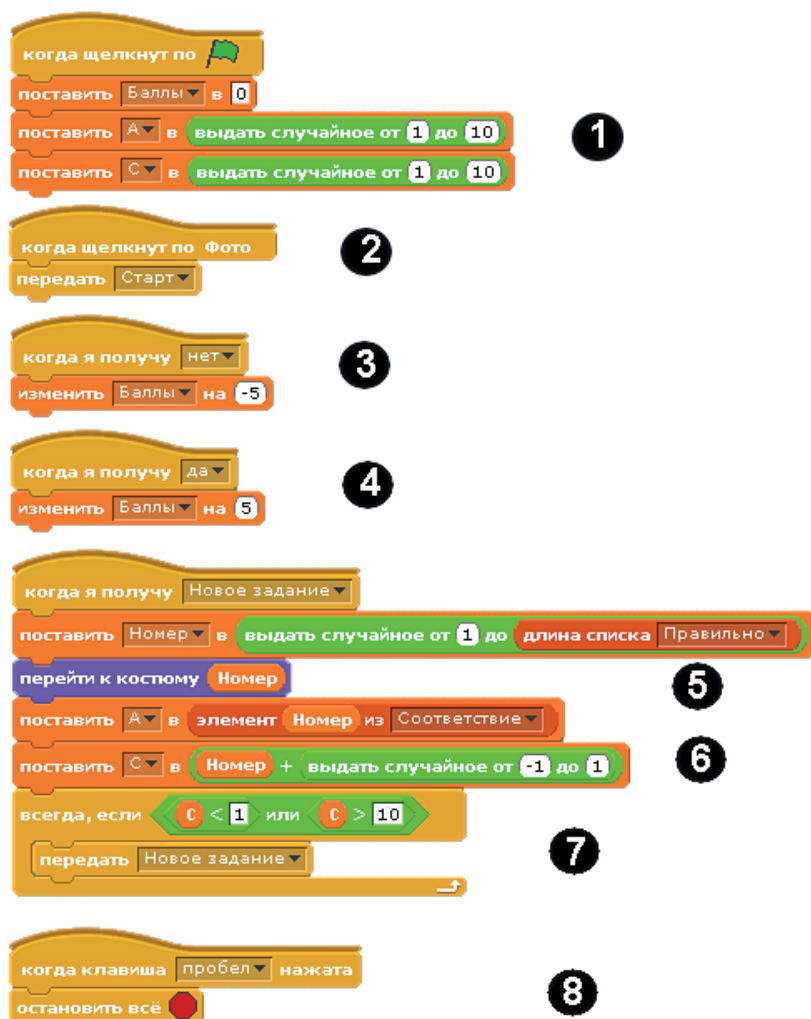 когда щелкнут по
поставить Баллы в 0
поставить А в выдать случайное от 1 до 10
поставить С в выдать случайное от 1 до 10
1
когда щелкнут по Фото
передать Старт
2
когда я получу нет
изменить Баллы на -5
3
когда я получу да
изменить Баллы на 5
4
когда я получу Новое задание
поставить Номер в выдать случайное от 1 до длина списка Правильно
перейти к костюму Номер
5
поставить А в элемент Номер из Соответствие
поставить С в Номер + выдать случайное от -1 до 1
6
всегда, если С < 1 или С > 10
передать Новое задание
7
когда клавиша пробел нажата
остановить всё
8